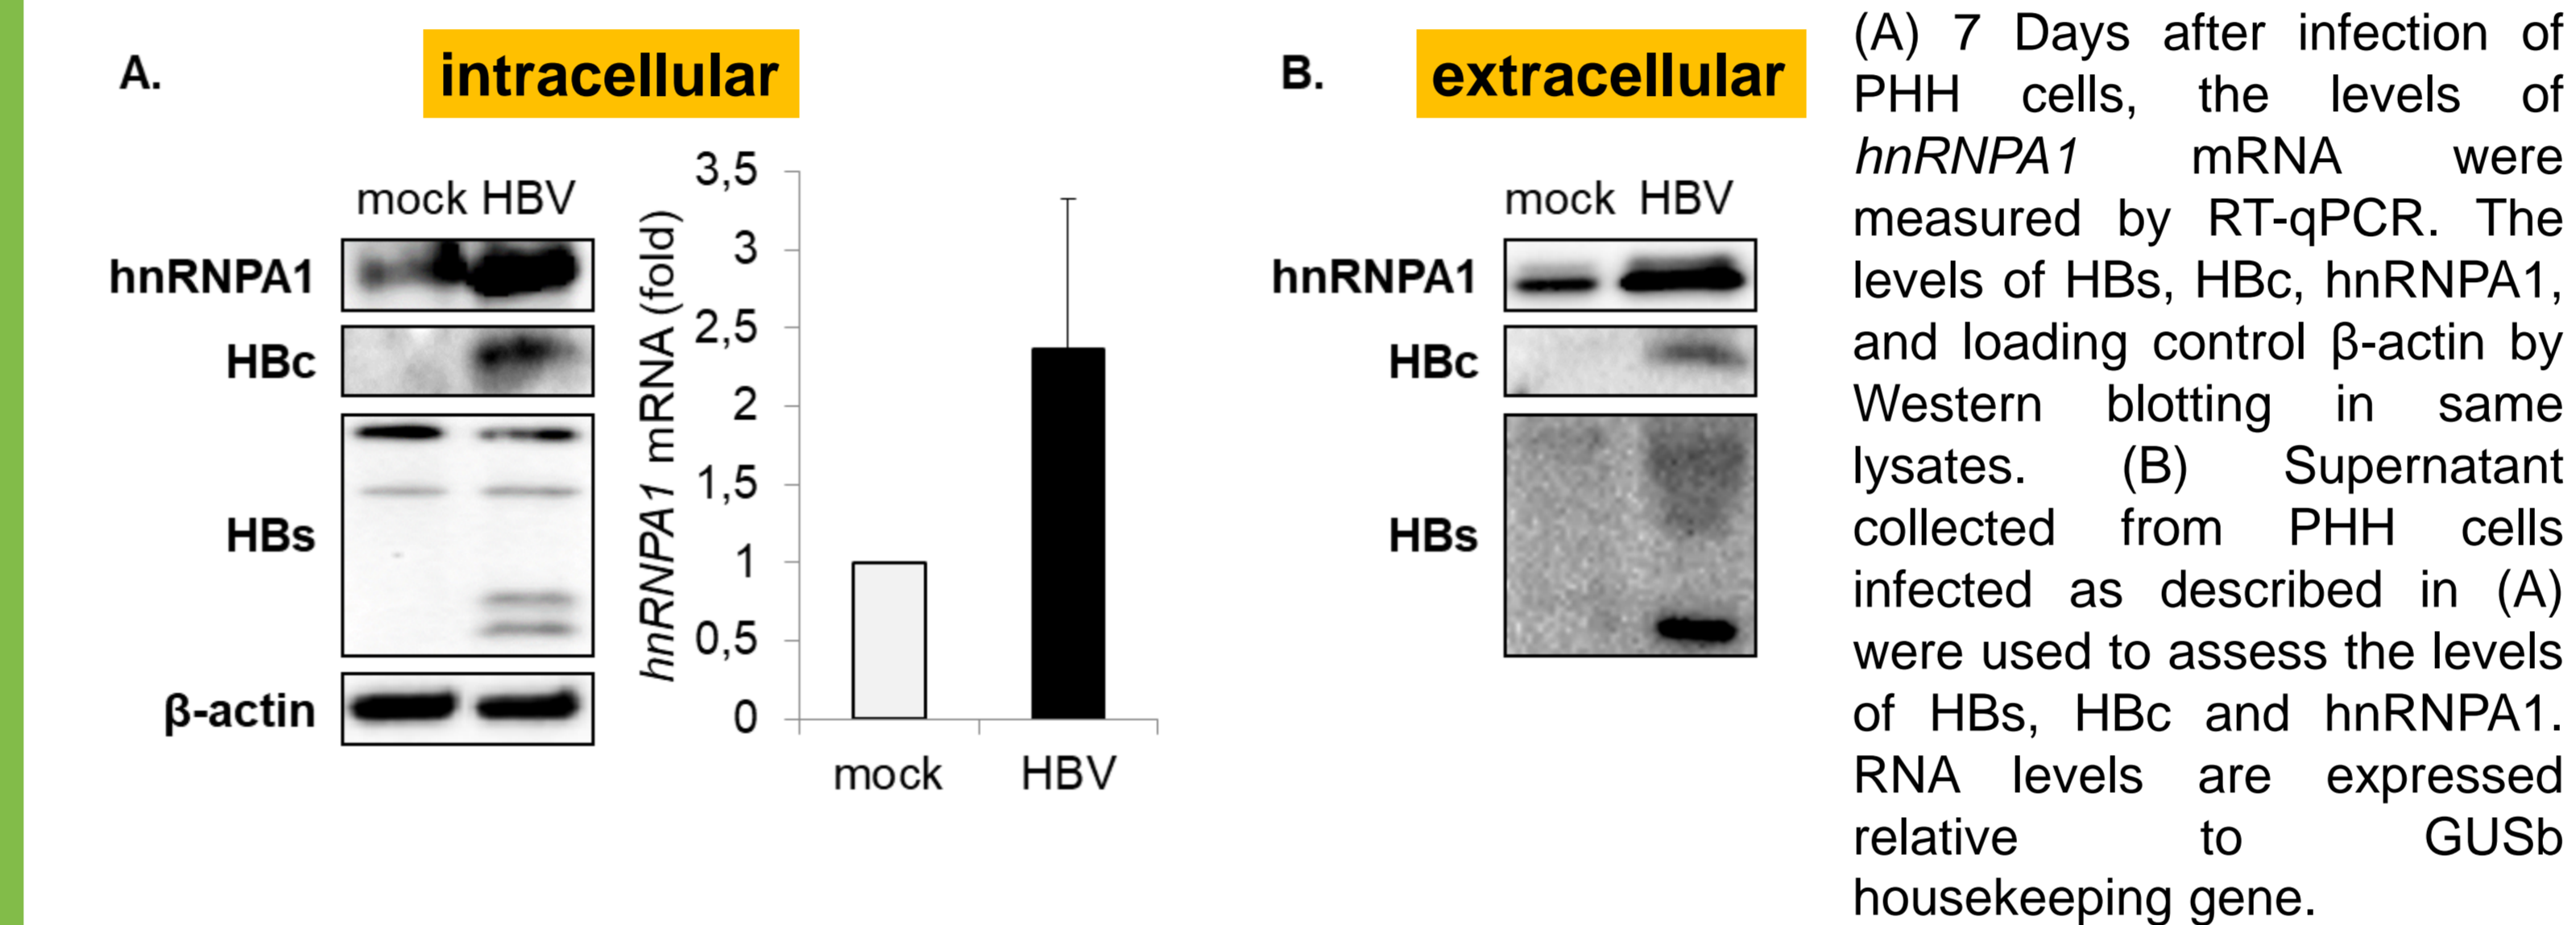 A.
intracellular
mock HBV
hnRNPA1
HBc
HBs
β-actin
hnRNPA1 mRNA (fold)
3,5
3
2,5
2
1,5
1
0,5
0
mock
HBV
B.
extracellular
mock HBV
hnRNPA1
HBc
HBs
(A) 7 Days after infection of
PHH cells, the levels of
hnRNPA1 mRNA were
measured by RT-qPCR. The
levels of HBs, HBc, hnRNPA1,
and loading control β-actin by
Western blotting in same
lysates. (B) Supernatant
collected from PHH cells
infected as described in (A)
were used to assess the levels
of HBs, HBc and hnRNPA1.
RNA levels are expressed
relative to GUSb
housekeeping gene.